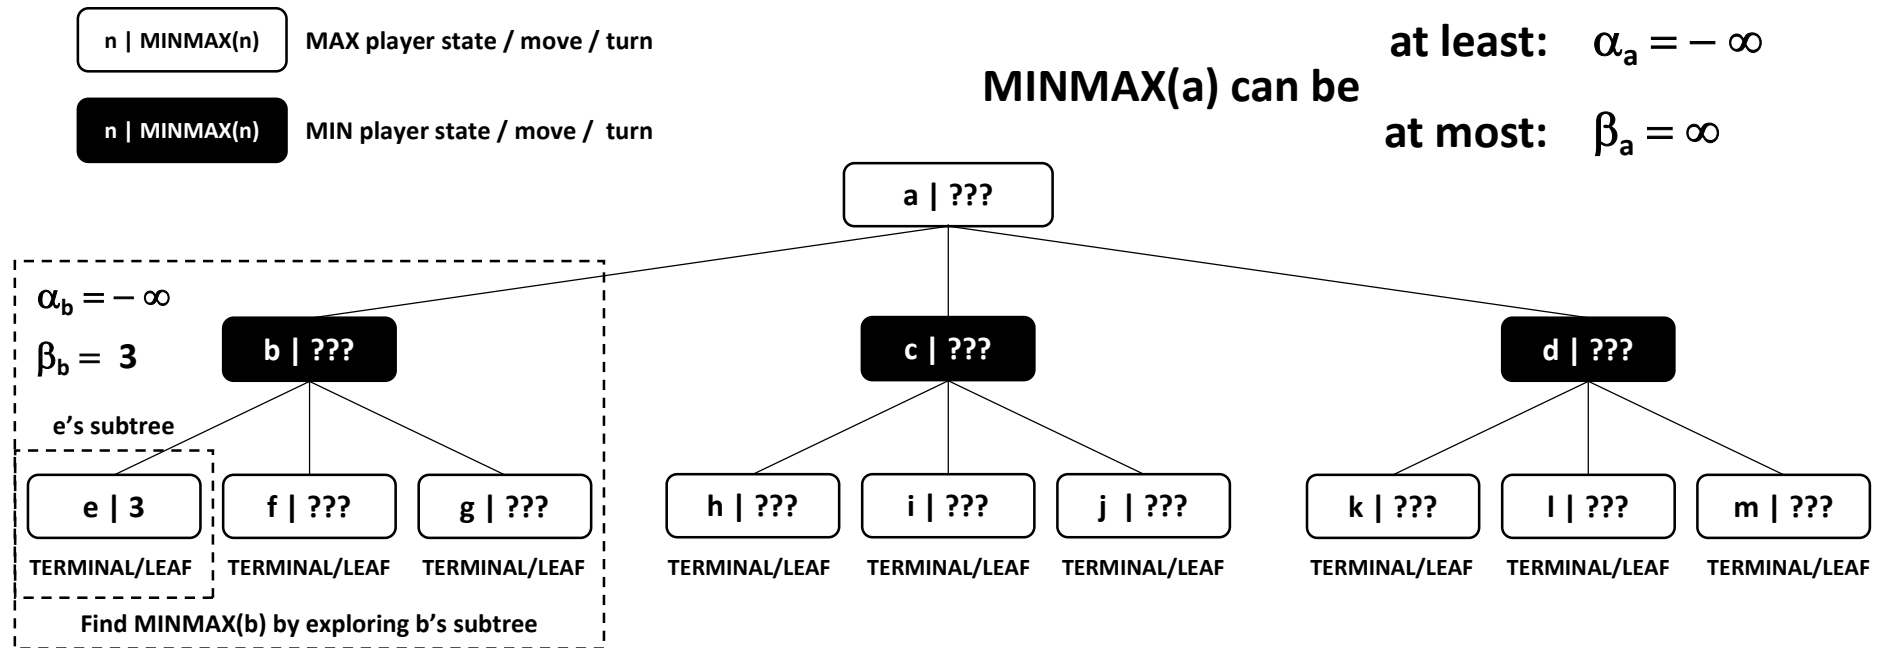 n | MINMAX(n) MAX player state / move / turn
n | MINMAX(n) MIN player state / move / turn
MINMAX(a) can be
at least: αa = – ∞
at most: βa = ∞
a | ???
αb = – ∞
βb = 3
b | ???
c | ???
d | ???
e’s subtree
e | 3
f | ???
g | ???
h | ???
i | ???
j | ???
k | ???
l | ???
m | ???
TERMINAL/LEAF TERMINAL/LEAF TERMINAL/LEAF TERMINAL/LEAF TERMINAL/LEAF TERMINAL/LEAF TERMINAL/LEAF TERMINAL/LEAF TERMINAL/LEAF
Find MINMAX(b) by exploring b’s subtree